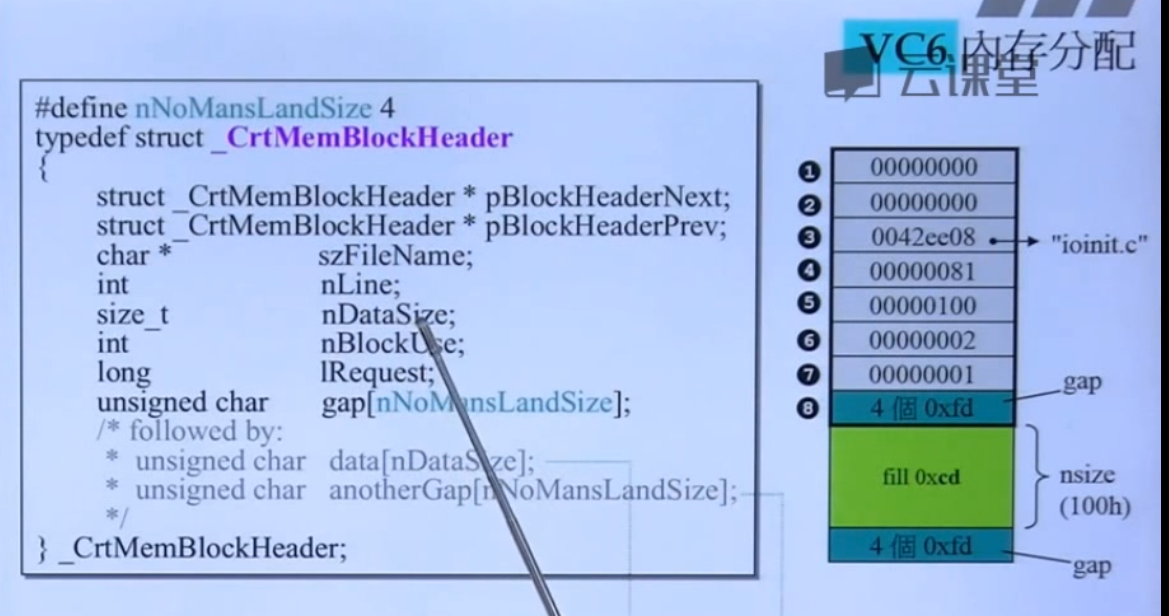 VC6 內存分配
云课堂
#define nNoMansLandSize 4
typedef struct _CrtMemBlockHeader
{
struct _CrtMemBlockHeader * pBlockHeaderNext;
struct _CrtMemBlockHeader * pBlockHeaderPrev;
char * szFileName;
int nLine;
size_t nDataSize;
int nBlockUse;
long lRequest;
unsigned char gap[nNoMansLandSize];
/* followed by:
* unsigned char data[nDataSize];
* unsigned char anotherGap[nNoMansLandSize];
*/
} _CrtMemBlockHeader;
❶ 00000000
❷ 00000000
❸ 0042ee08 "ioinit.c"
❹ 00000081
❺ 00000100
❻ 00000002
❼ 00000001
❽ 4 個 0xfd gap
fill 0xcd nsize
(100h)
4 個 0xfd gap